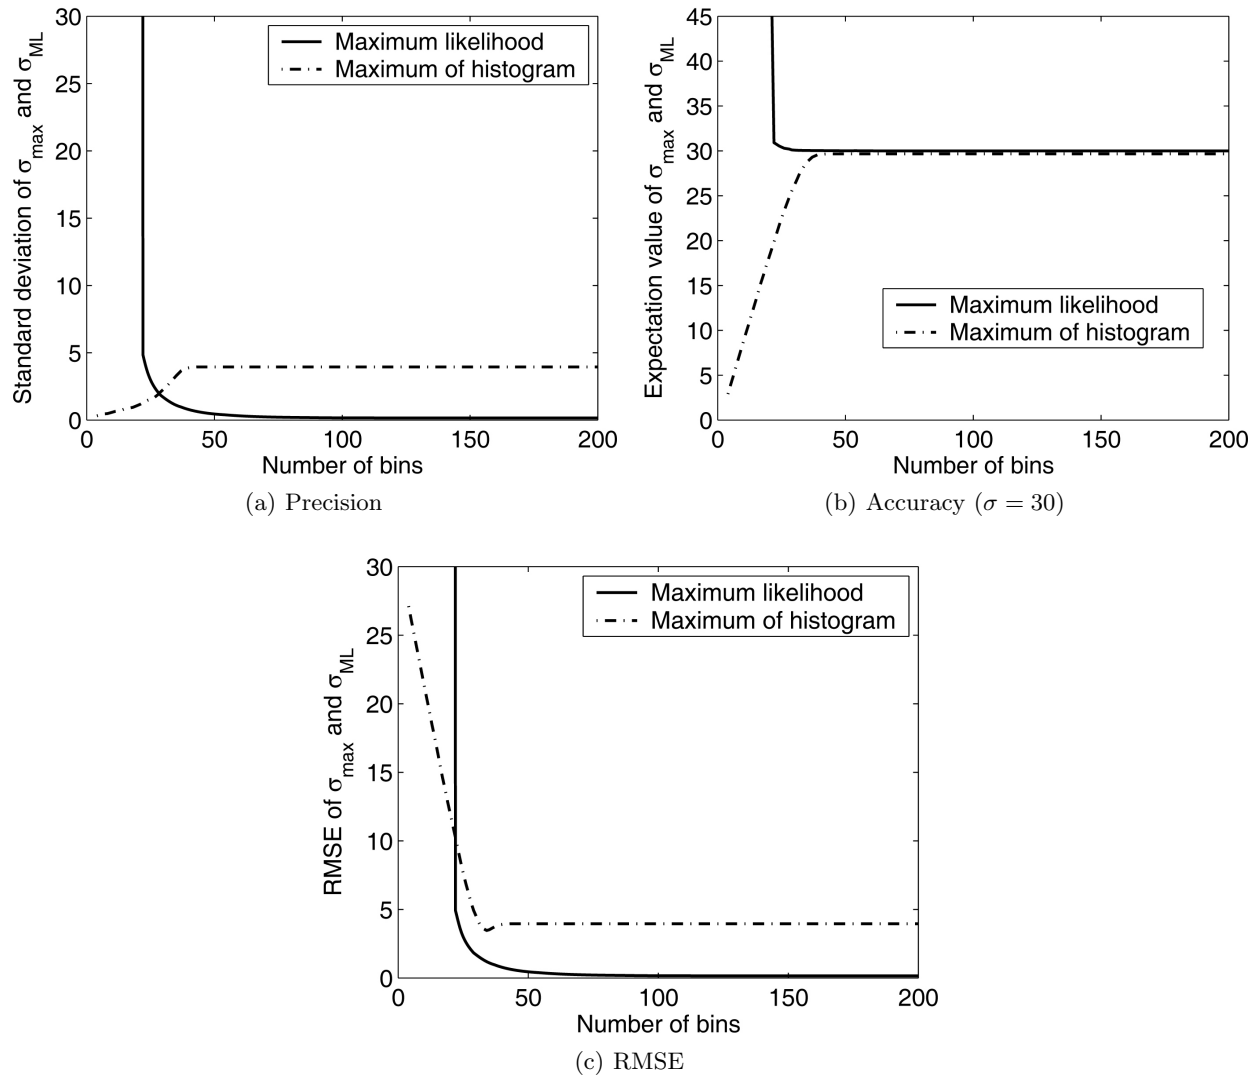 Standard deviation of σmax and σML
30
25
20
15
10
5
0
Maximum likelihood
Maximum of histogram
0 50 100 150 200
Number of bins
(a) Precision
Expectation value of σmax and σML
45
40
35
30
25
20
15
10
5
0
Maximum likelihood
Maximum of histogram
0 50 100 150 200
Number of bins
(b) Accuracy (σ = 30)
RMSE of σmax and σML
30
25
20
15
10
5
0
Maximum likelihood
Maximum of histogram
0 50 100 150 200
Number of bins
(c) RMSE